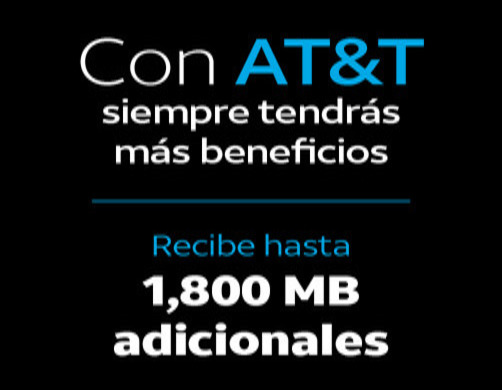 Con AT&T
siempre tendrás
más beneficios
Recibe hasta
1,800 MB
adicionales